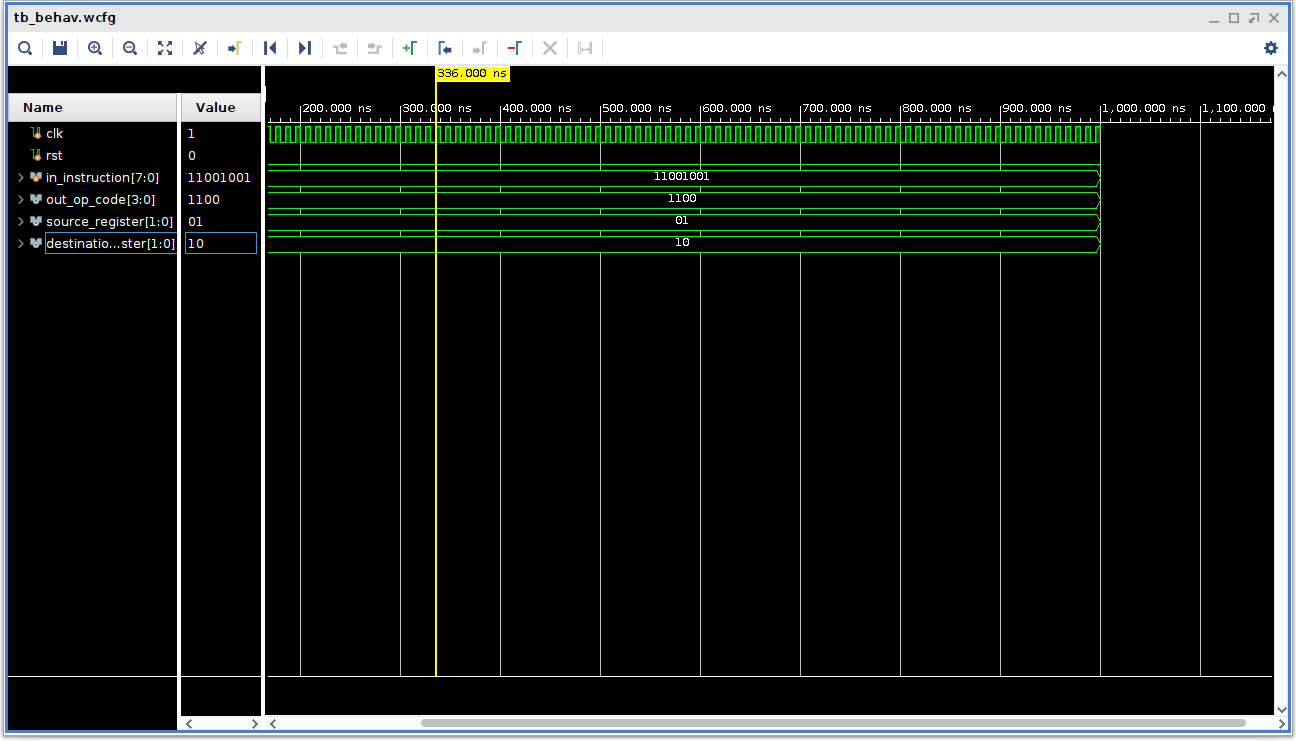 tb_behav.wcfg
336.000 ns
Name Value
200.000 ns 300.000 ns 400.000 ns 500.000 ns 600.000 ns 700.000 ns 800.000 ns 900.000 ns 1,000.000 ns 1,100.000
clk 1
rst 0
in_instruction[7:0] 11001001 11001001
out_op_code[3:0] 1100 1100
source_register[1:0] 01 01
destinatio...ster[1:0] 10 10